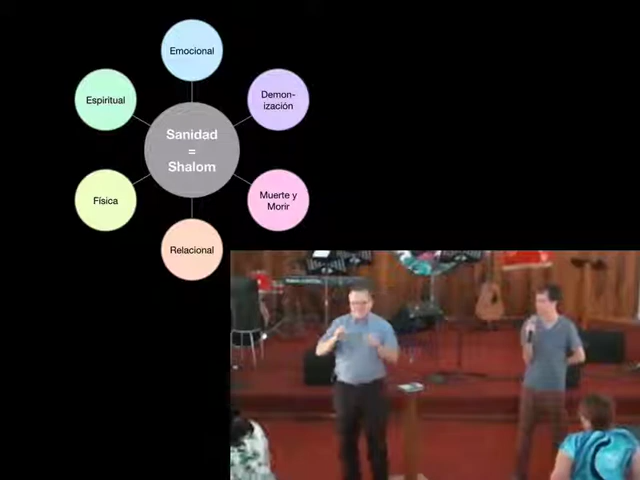 Emocional
Demon-
ización
Espiritual
Sanidad
=
Shalom
Física
Muerte y
Morir
Relacional